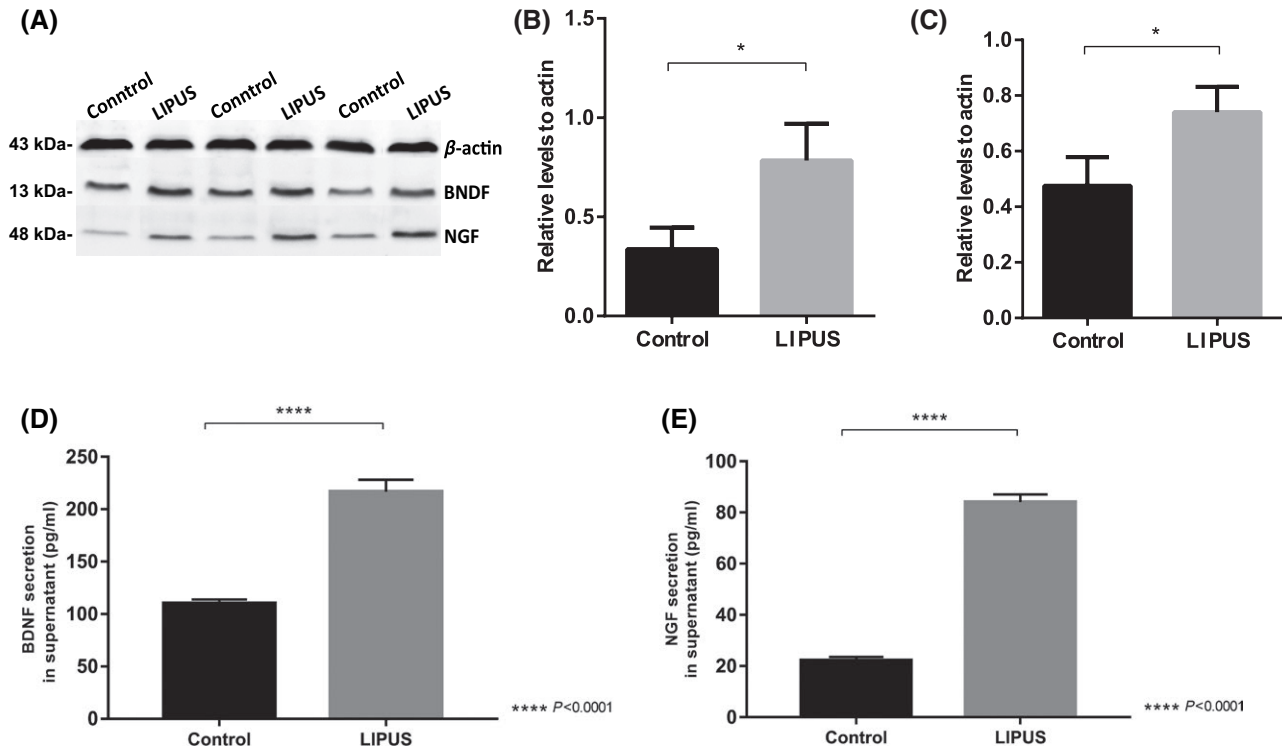 (A)
Conntrol LIPUS Conntrol LIPUS Conntrol LIPUS
43 kDa- β-actin
13 kDa- BNDF
48 kDa- NGF
(B)
*
Relative levels to actin
1.5
1.0
0.5
0.0
Control LIPUS
(C)
*
Relative levels to actin
1.0
0.8
0.6
0.4
0.2
0.0
Control LIPUS
(D)
****
BDNF secretion
in supernatant (pg/ml)
250
200
150
100
50
0
Control LIPUS
**** P<0.0001
(E)
****
NGF secretion
in supernatant (pg/ml)
100
80
60
40
20
0
Control LIPUS
**** P<0.0001